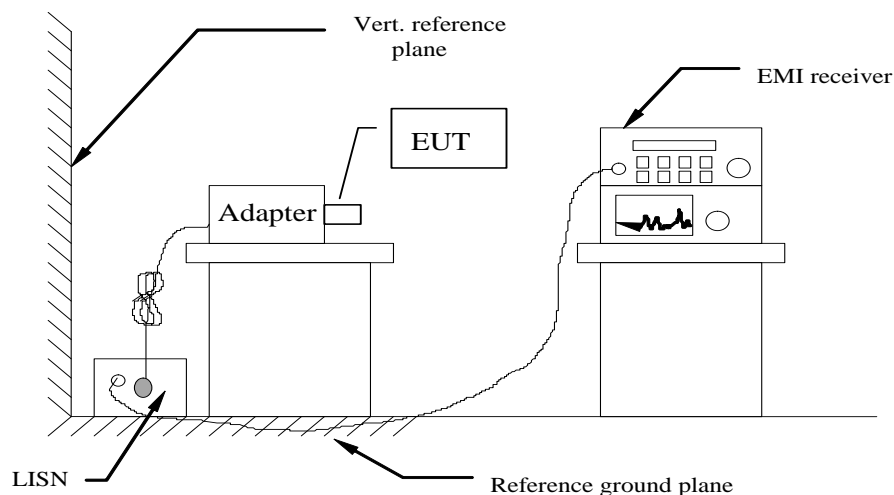 Vert. reference
plane
EMI receiver
EUT
Adapter
LISN
Reference ground plane